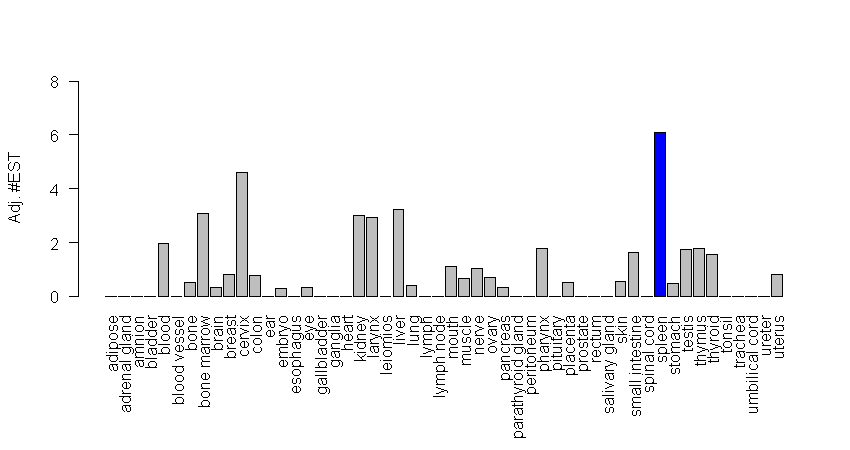 8
6
4
2
0
Adj. #EST
adipose
adrenal gland
amnion
bladder
blood
blood vessel
bone
bone marrow
brain
breast
cervix
colon
ear
embryo
esophagus
eye
gallbladder
ganglia
heart
kidney
larynx
leiomios
liver
lung
lymph
lymph node
mouth
muscle
nerve
ovary
pancreas
parathyroid gland
peritoneum
pharynx
pituitary
placenta
prostate
rectum
salivary gland
skin
small intestine
spinal cord
spleen
stomach
testis
thymus
thyroid
tonsil
trachea
umbilical cord
ureter
uterus